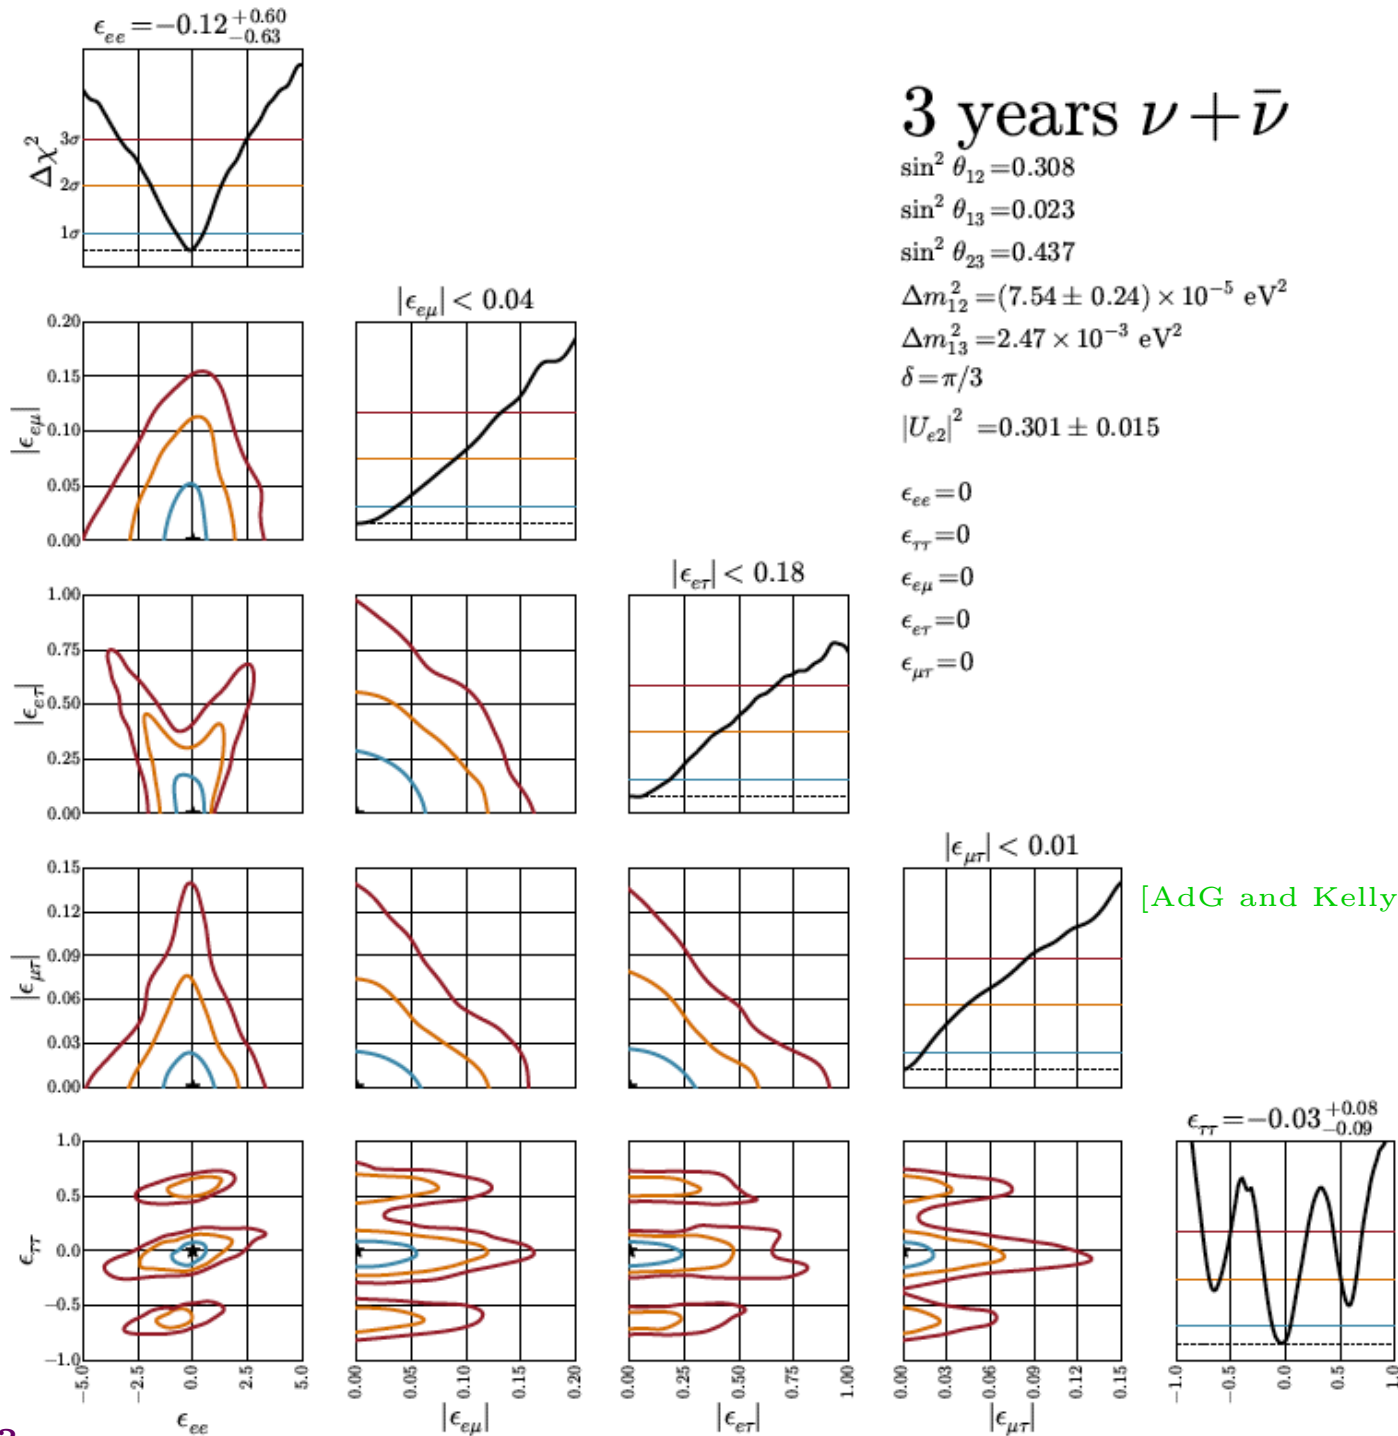 ϵ_ee = −0.12 +0.60 −0.63
Δχ²
3σ
2σ
1σ
3 years ν + ν̄
sin² θ₁₂ = 0.308
sin² θ₁₃ = 0.023
sin² θ₂₃ = 0.437
Δm²₁₂ = (7.54 ± 0.24) × 10⁻⁵ eV²
Δm²₁₃ = 2.47 × 10⁻³ eV²
δ = π/3
|U_e2|² = 0.301 ± 0.015
ϵ_ee = 0
ϵ_ττ = 0
ϵ_eμ = 0
ϵ_eτ = 0
ϵ_μτ = 0
|ϵ_eμ| < 0.04
|ϵ_eμ|
0.20
0.15
0.10
0.05
0.00
|ϵ_eτ| < 0.18
|ϵ_eτ|
1.00
0.75
0.50
0.25
0.00
|ϵ_μτ| < 0.01
[AdG and Kelly
|ϵ_μτ|
0.15
0.12
0.09
0.06
0.03
0.00
ϵ_ττ = −0.03 +0.08 −0.09
ϵ_ττ
1.0
0.5
0.0
−0.5
−1.0
−5.0 −2.5 0.0 2.5 5.0
0.00 0.05 0.10 0.15 0.20
0.00 0.25 0.50 0.75 1.00
0.00 0.03 0.06 0.09 0.12 0.15
−1.0 −0.5 0.0 0.5 1.0
ϵ_ee
|ϵ_eμ|
|ϵ_eτ|
|ϵ_μτ|